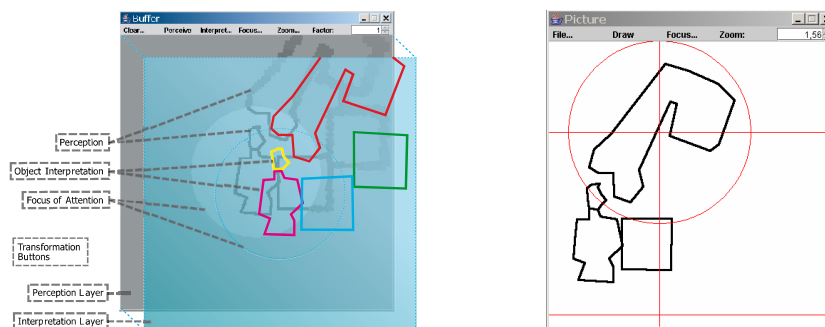 Buffer
Clear... Perceive Interpret... Focus... Zoom... Factor: 1
Perception
Object Interpretation
Focus of Attention
Transformation
Buttons
Perception Layer
Interpretation Layer
Picture
File... Draw Focus... Zoom: 1,56